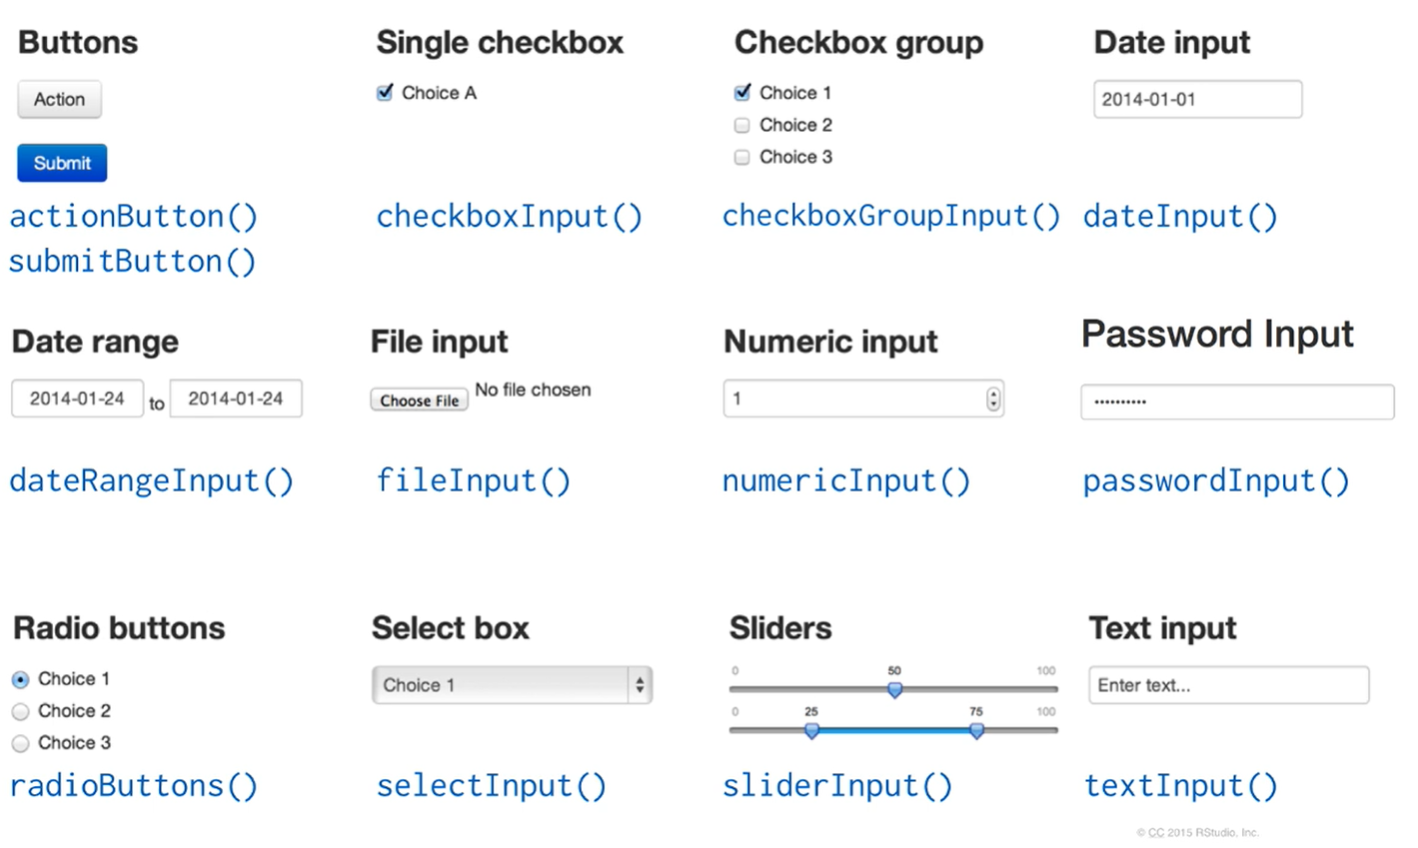 Buttons
Action
Submit
actionButton()
submitButton()
Single checkbox
Choice A
checkboxInput()
Checkbox group
Choice 1
Choice 2
Choice 3
checkboxGroupInput()
Date input
2014-01-01
dateInput()
Date range
2014-01-24 to 2014-01-24
dateRangeInput()
File input
Choose File No file chosen
fileInput()
Numeric input
1
numericInput()
Password Input
••••••••••
passwordInput()
Radio buttons
Choice 1
Choice 2
Choice 3
radioButtons()
Select box
Choice 1
selectInput()
Sliders
0 50 100
0 25 75 100
sliderInput()
Text input
Enter text...
textInput()
© CC 2015 RStudio, Inc.